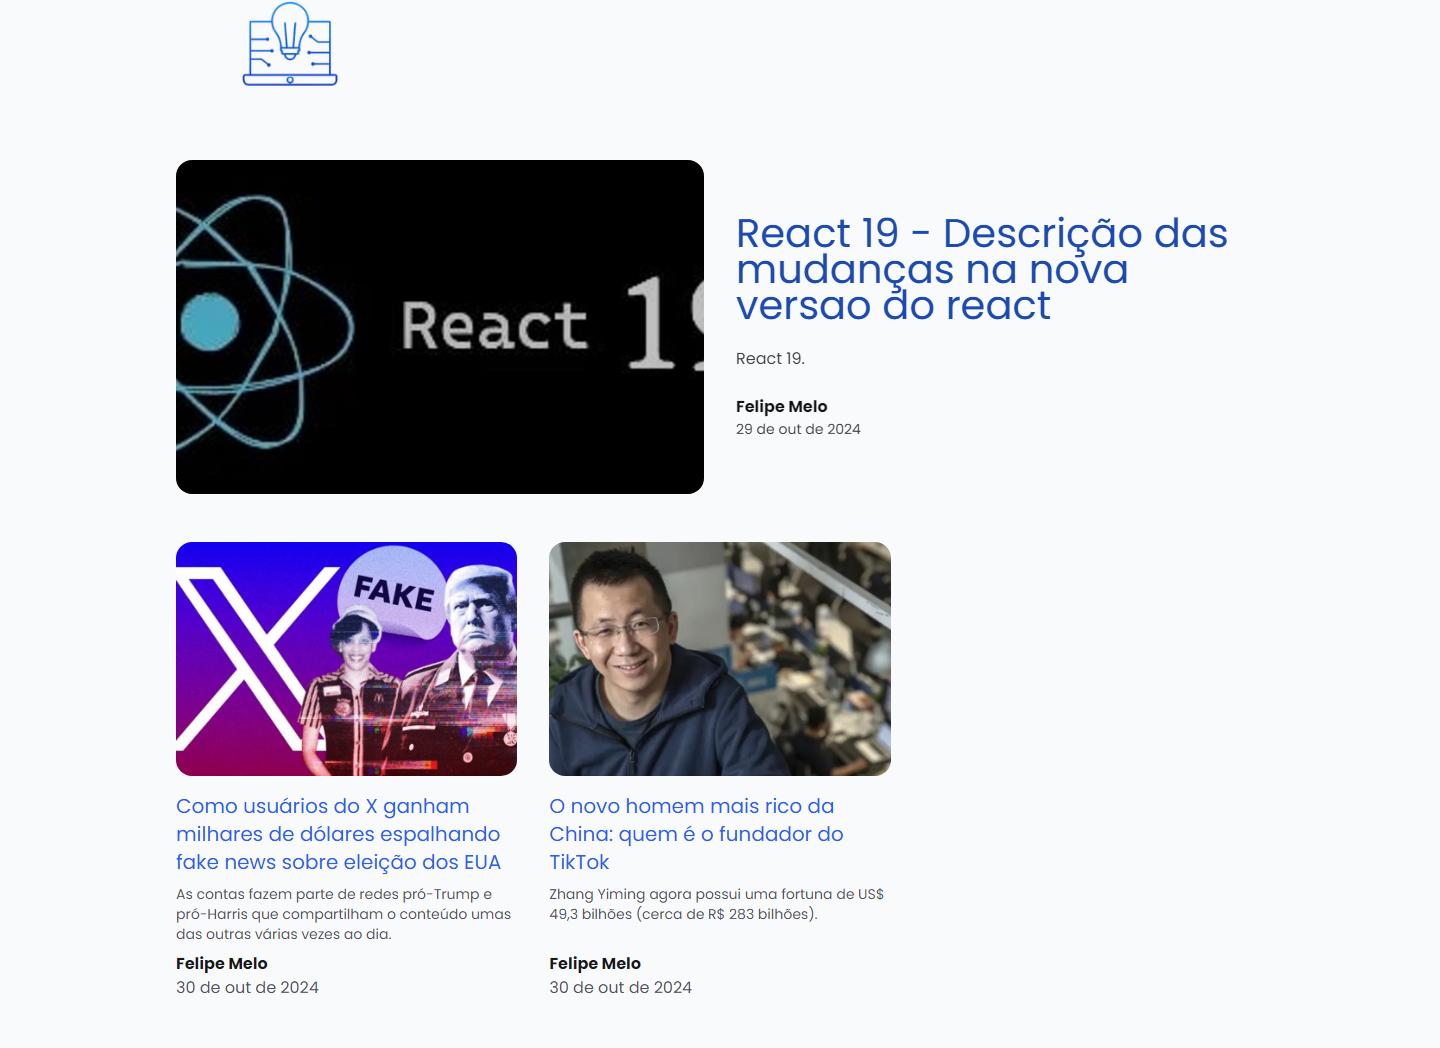 React 19
React 19 - Descrição das
mudanças na nova
versao do react
React 19.
Felipe Melo
29 de out de 2024
X
FAKE
Como usuários do X ganham
milhares de dólares espalhando
fake news sobre eleição dos EUA
As contas fazem parte de redes pró-Trump e
pró-Harris que compartilham o conteúdo umas
das outras várias vezes ao dia.
Felipe Melo
30 de out de 2024
O novo homem mais rico da
China: quem é o fundador do
TikTok
Zhang Yiming agora possui uma fortuna de US$
49,3 bilhões (cerca de R$ 283 bilhões).
Felipe Melo
30 de out de 2024